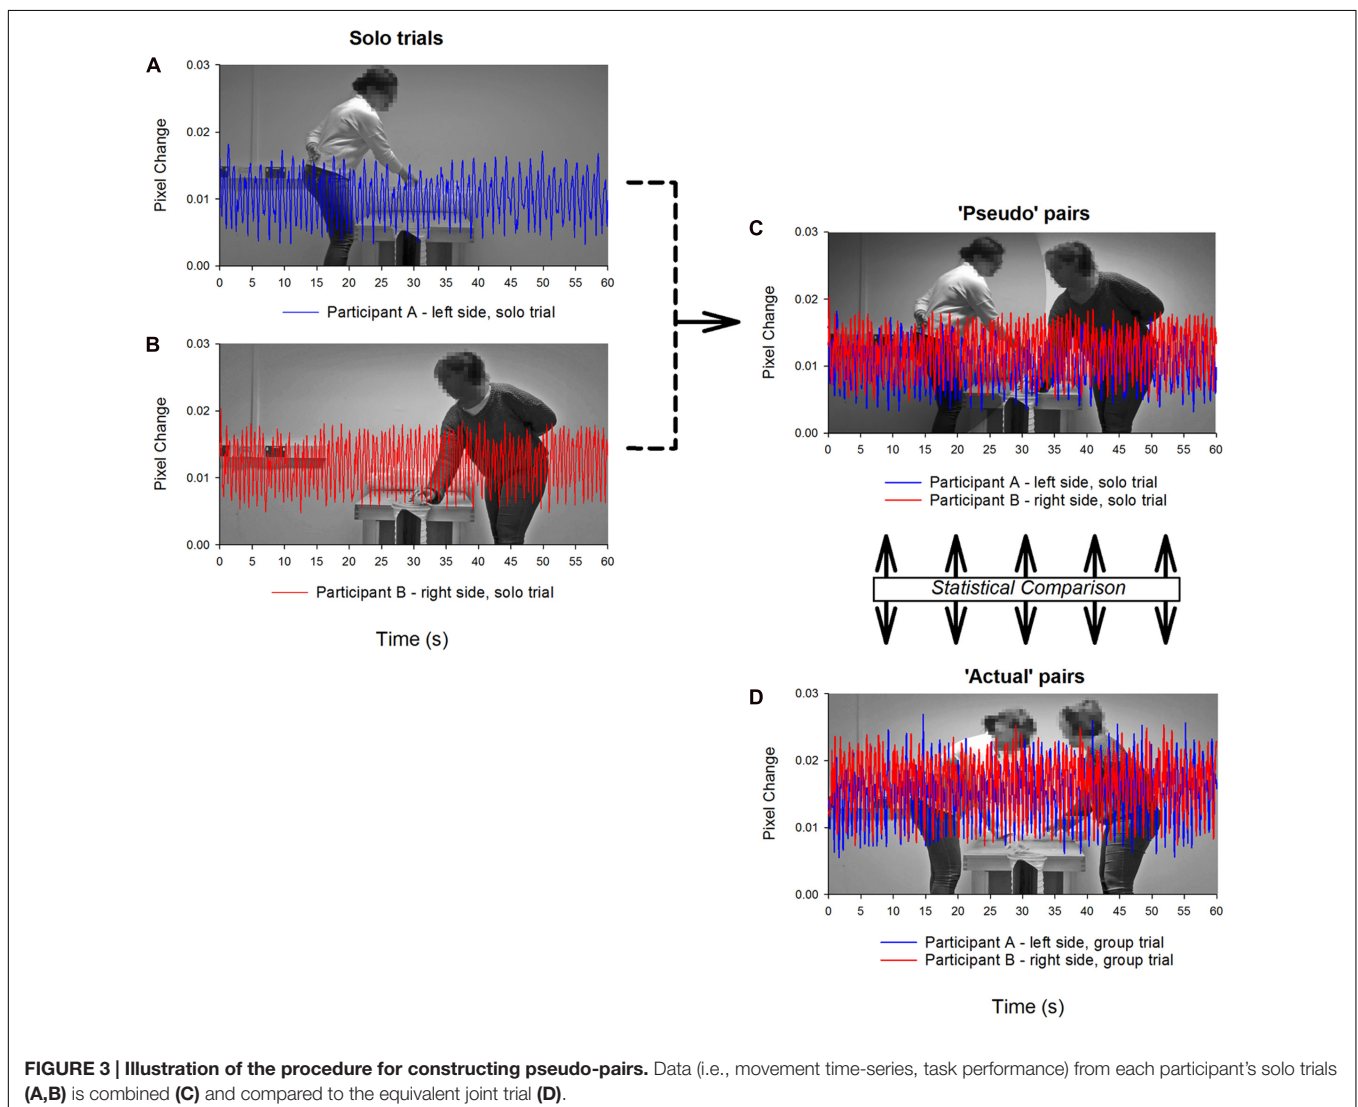 Solo trials
A
0.03
0.02
0.01
0.00
Pixel Change
0 5 10 15 20 25 30 35 40 45 50 55 60
Participant A - left side, solo trial
B
0.03
0.02
0.01
0.00
Pixel Change
0 5 10 15 20 25 30 35 40 45 50 55 60
Participant B - right side, solo trial
Time (s)
'Pseudo' pairs
C
0.03
0.02
0.01
0.00
Pixel Change
0 5 10 15 20 25 30 35 40 45 50 55 60
Participant A - left side, solo trial
Participant B - right side, solo trial
Statistical Comparison
'Actual' pairs
D
0.03
0.02
0.01
0.00
Pixel Change
0 5 10 15 20 25 30 35 40 45 50 55 60
Participant A - left side, group trial
Participant B - right side, group trial
Time (s)
FIGURE 3 | Illustration of the procedure for constructing pseudo-pairs. Data (i.e., movement time-series, task performance) from each participant's solo trials
(A,B) is combined (C) and compared to the equivalent joint trial (D).